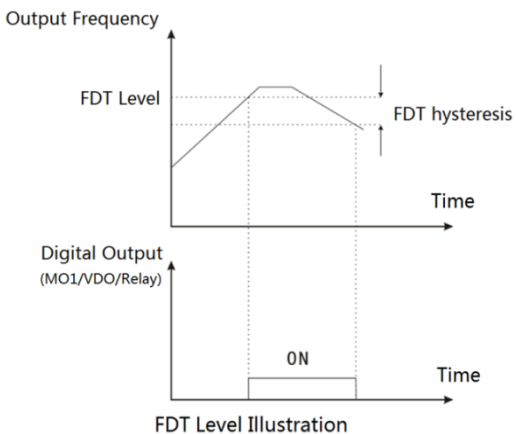 Output Frequency
FDT Level
FDT hysteresis
Time
Digital Output
(MO1/VDO/Relay)
ON
Time
FDT Level Illustration